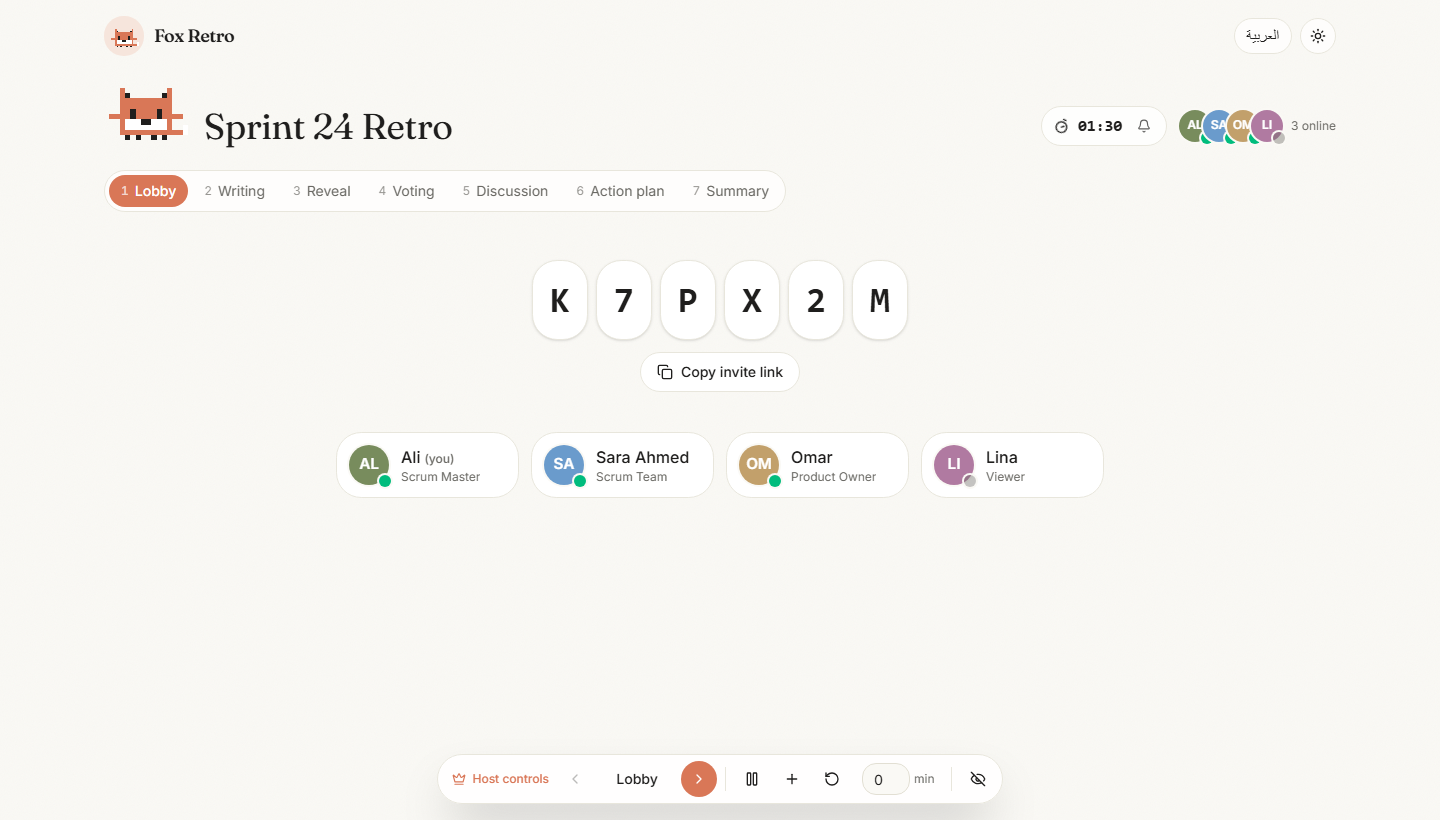 Fox Retro
العربية
Sprint 24 Retro
01:30
AL SA OM LI 3 online
1 Lobby 2 Writing 3 Reveal 4 Voting 5 Discussion 6 Action plan 7 Summary
K 7 P X 2 M
Copy invite link
AL Ali (you)
Scrum Master
SA Sara Ahmed
Scrum Team
OM Omar
Product Owner
LI Lina
Viewer
Host controls Lobby 0 min